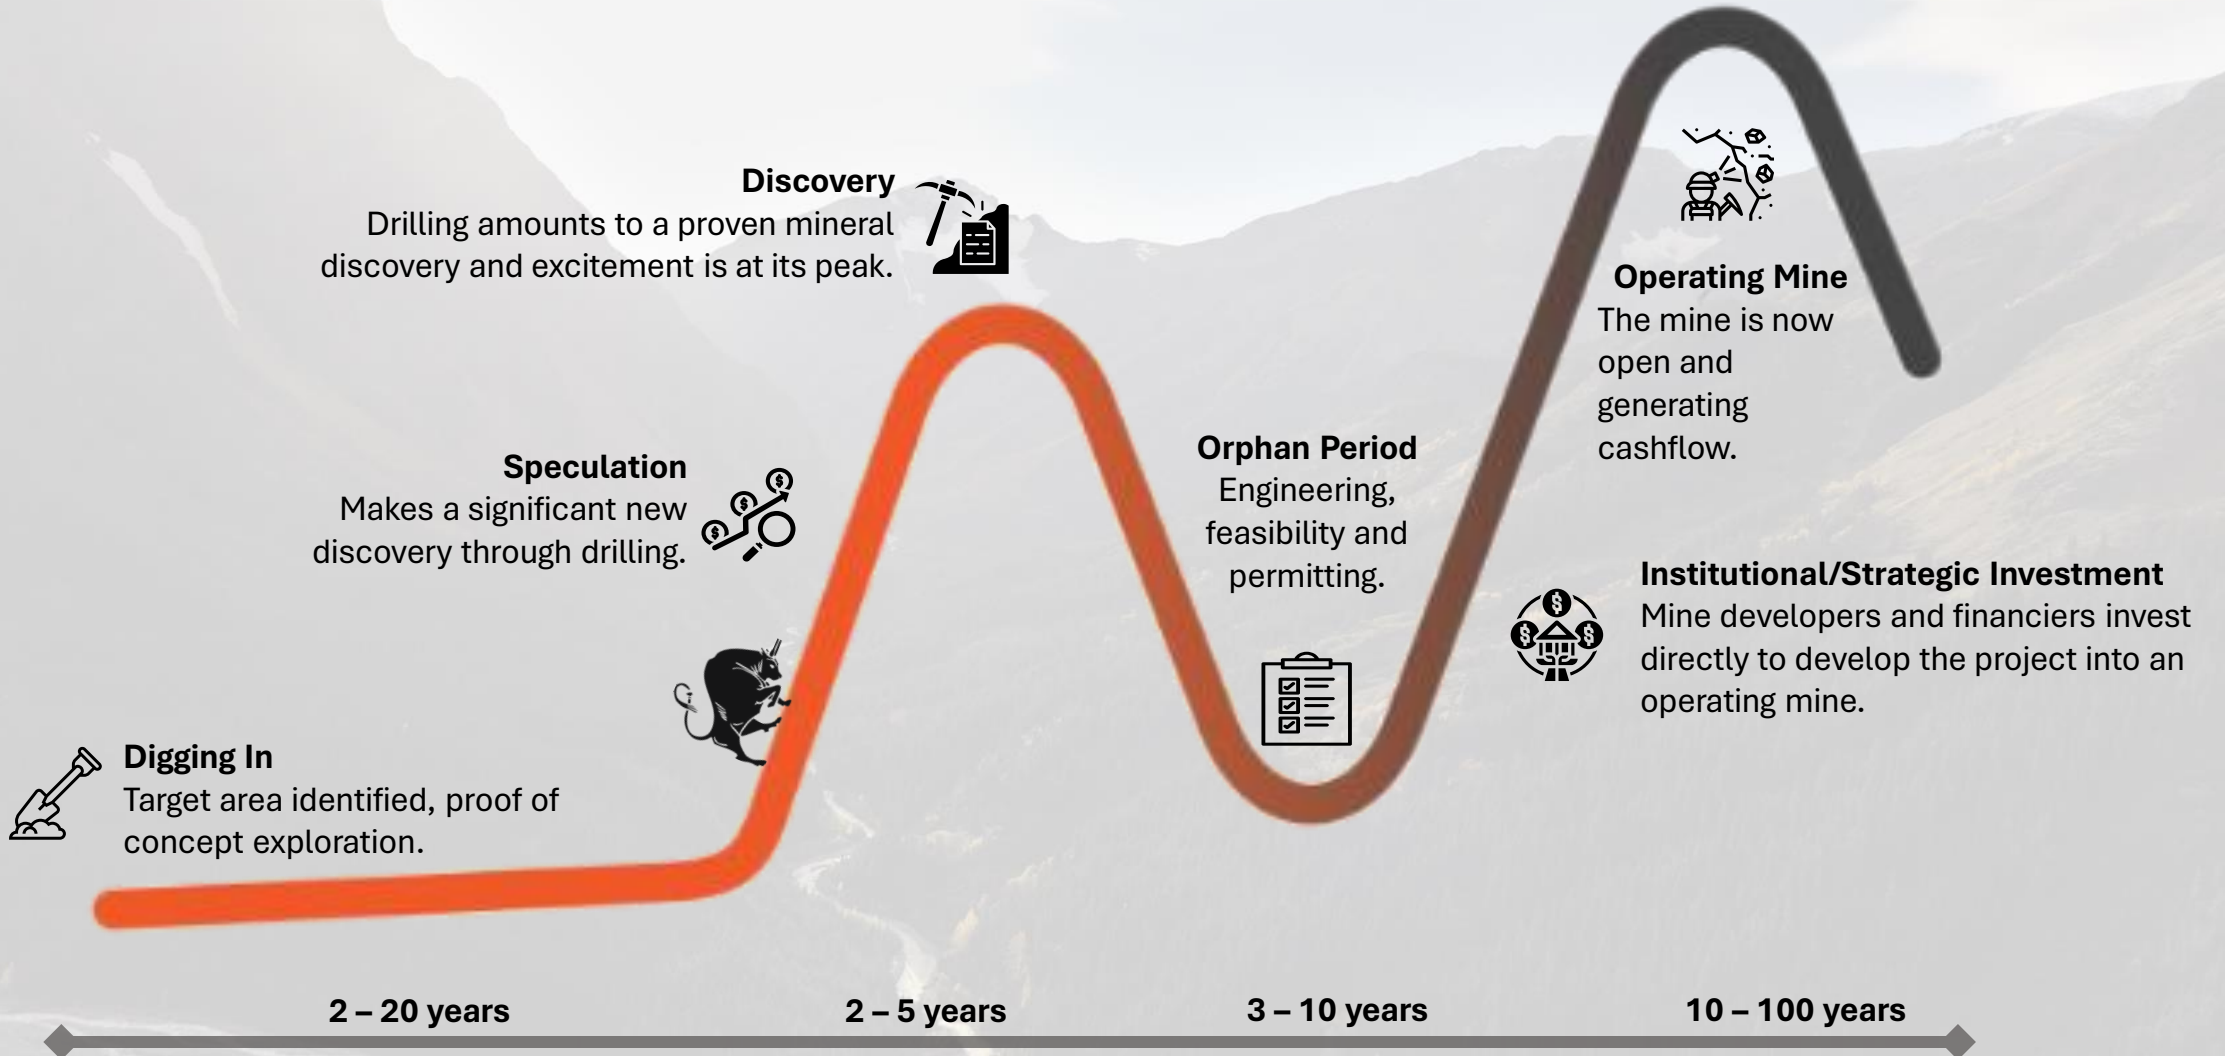 Discovery
Drilling amounts to a proven mineral
discovery and excitement is at its peak.
Speculation
Makes a significant new
discovery through drilling.
Digging In
Target area identified, proof of
concept exploration.
Orphan Period
Engineering,
feasibility and
permitting.
Operating Mine
The mine is now
open and
generating
cashflow.
Institutional/Strategic Investment
Mine developers and financiers invest
directly to develop the project into an
operating mine.
2 – 20 years
2 – 5 years
3 – 10 years
10 – 100 years